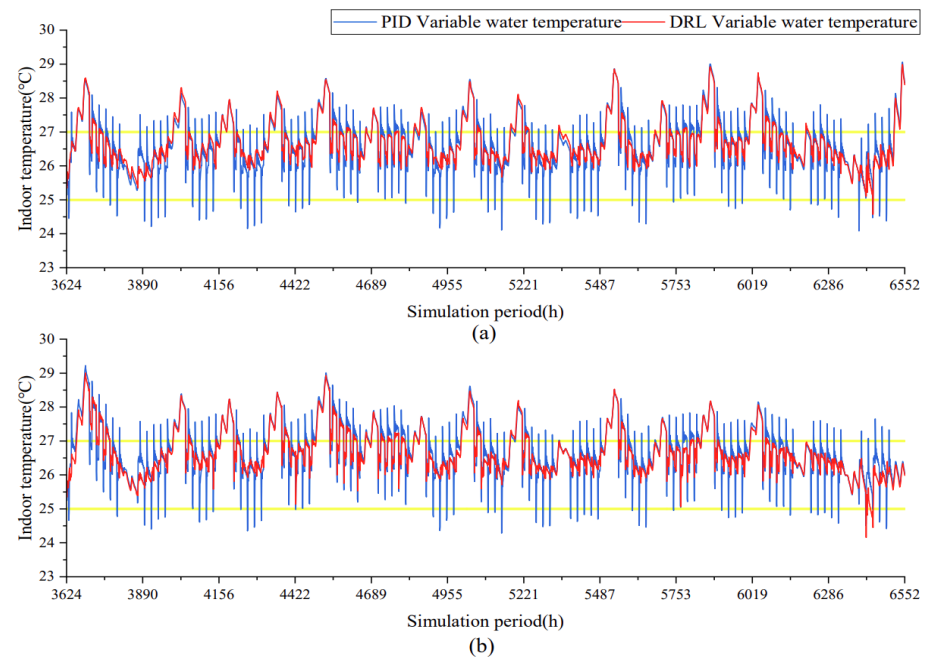 PID Variable water temperature DRL Variable water temperature
30
29
28
27
26
25
24
23
Indoor temperature(℃)
3624 3890 4156 4422 4689 4955 5221 5487 5753 6019 6286 6552
Simulation period(h)
(a)
30
29
28
27
26
25
24
23
Indoor temperature(℃)
3624 3890 4156 4422 4689 4955 5221 5487 5753 6019 6286 6552
Simulation period(h)
(b)